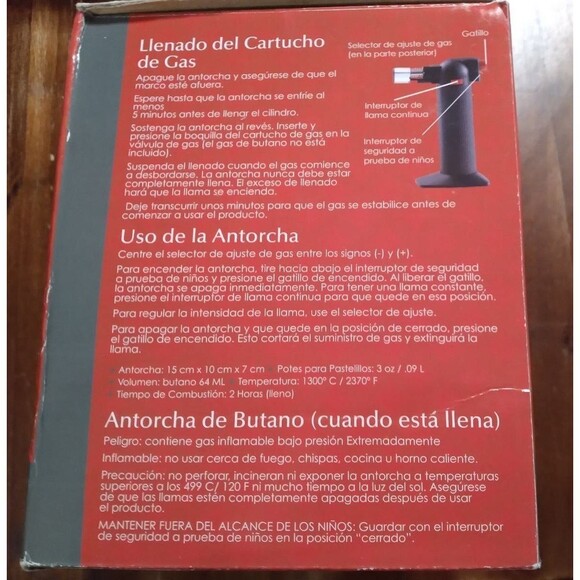 Llenado del Cartucho
de Gas
Apague la antorcha y asegúrese de que el
marco esté afuera.
Espere hasta que la antorcha se enfríe al
menos
5 minutos antes de llengr el cilindro.
Sostenga la antorcha al revés. Inserte y
presione la boquilla del cartucho de gas en la
válvula de gas (el gas de butano no está
incluido).
Suspenda el llenado cuando el gas comience
a desbordarse. La antorcha nunca debe estar
completamente llena. El exceso de llenado
hará que la llama se encienda.
Deje transcurrir unos minutos para que el gas se estabilice antes de
comenzar a usar el producto.
Gatillo
Selector de ajuste de gas
(en la parte posterior)
Interruptor de
llama continua
Interruptor de
seguridad a
prueba de niños
Uso de la Antorcha
Centre el selector de ajuste de gas entre los signos (-) y (+).
Para encender la antorcha, tire hacia abajo el interruptor de seguridad
a prueba de niños y presione el gatillo de encendido. Al liberar el gatillo,
la antorcha se apaga inmediatamente. Para tener una llama constante,
presione el interruptor de llama continua para que quede en esa posición.
Para regular la intensidad de la llama, use el selector de ajuste.
Para apagar la antorcha y que quede en la posición de cerrado, presione
el gatillo de encendido. Esto cortará el suministro de gas y extinguirá la
llama.
Antorcha: 15 cm x 10 cm x 7 cm • Potes para Pastelillos: 3 oz / .09 L
• Volumen: butano 64 ML • Temperatura: 1300° C / 2370° F
• Tiempo de Combustión: 2 Horas (lleno)
Antorcha de Butano (cuando está llena)
Peligro: contiene gas inflamable bajo presión Extremadamente
Inflamable: no usar cerca de fuego, chispas, cocina u horno caliente.
Precaución: no perforar, incineran ni exponer la antorcha a temperaturas
superiores a los 499 C/ 120 F ni mucho tiempo a la luz del sol. Asegúrese
de que las llamas estén completamente apagadas después de usar
el producto.
MANTENER FUERA DEL ALCANCE DE LOS NIÑOS: Guardar con el interruptor
de seguridad a prueba de niños en la posición "cerrado".